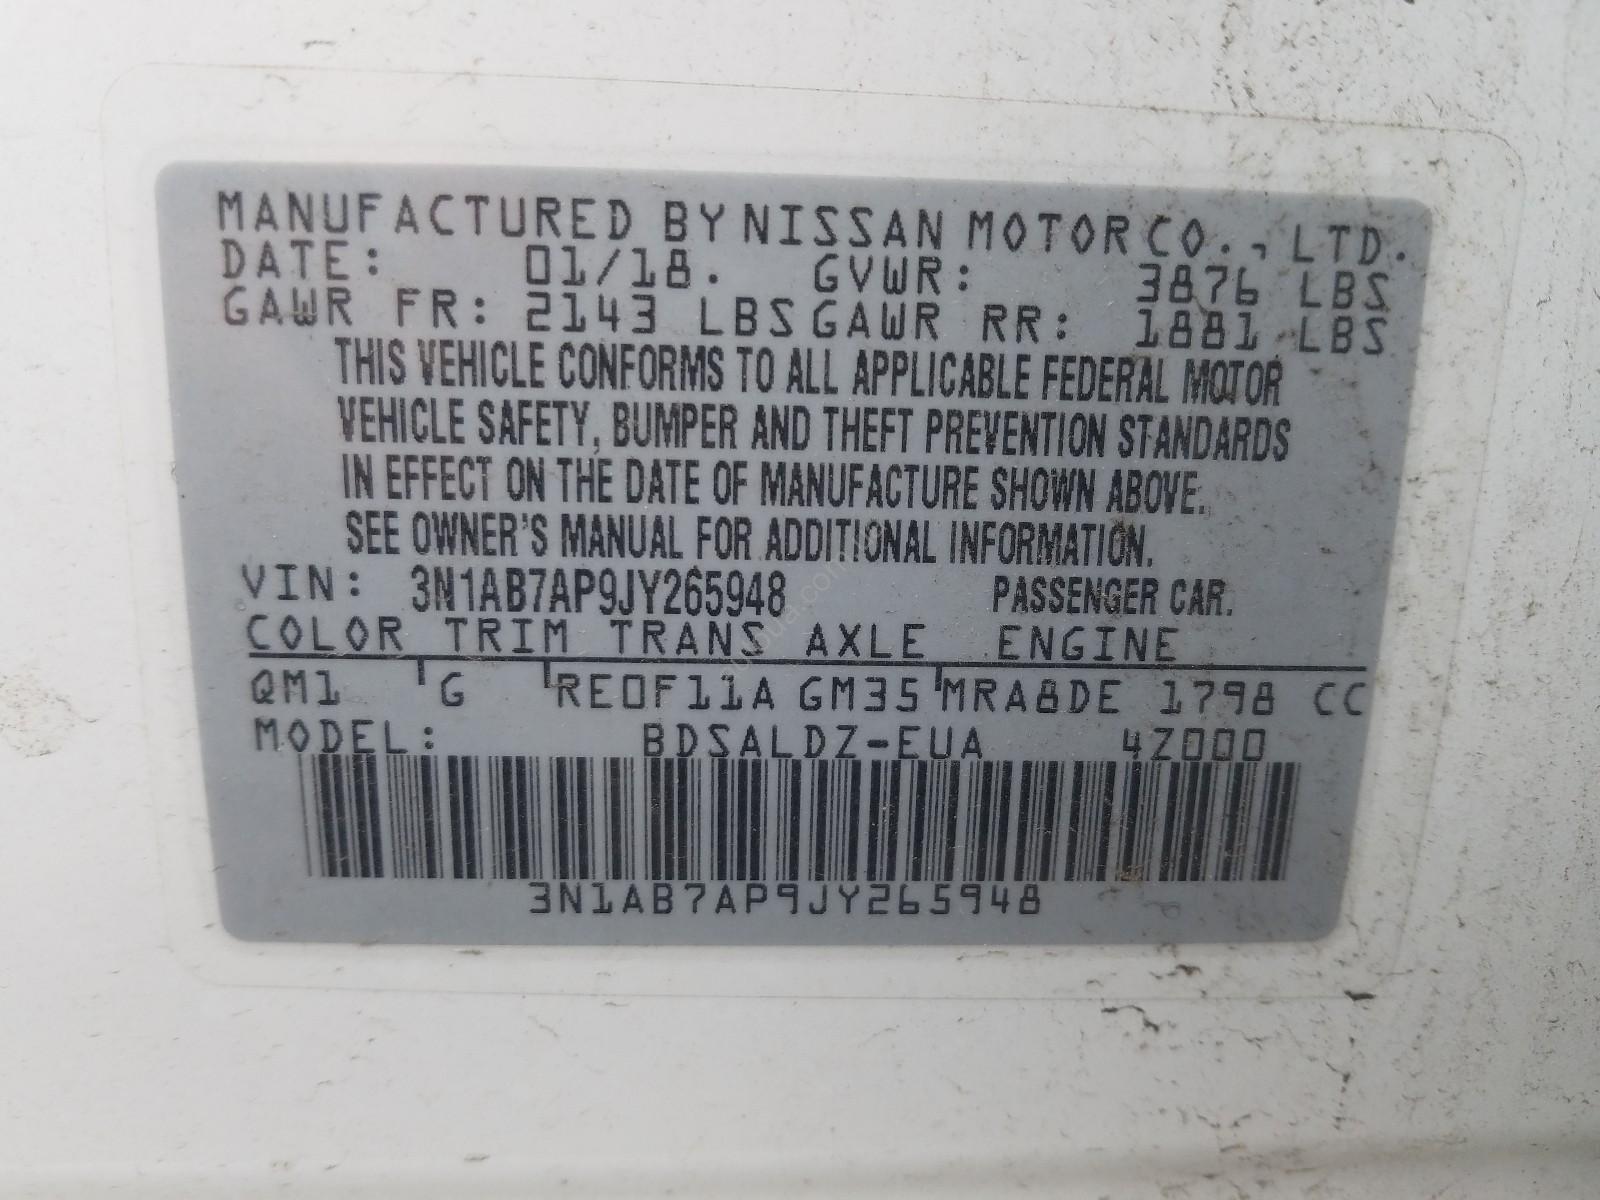 MANUFACTURED BY NISSAN MOTOR CO., LTD.
DATE: 01/18. GVWR: 3876 LBS
GAWR FR: 2143 LBS GAWR RR: 1881 LBS
THIS VEHICLE CONFORMS TO ALL APPLICABLE FEDERAL MOTOR
VEHICLE SAFETY, BUMPER AND THEFT PREVENTION STANDARDS
IN EFFECT ON THE DATE OF MANUFACTURE SHOWN ABOVE.
SEE OWNER'S MANUAL FOR ADDITIONAL INFORMATION.
VIN: 3N1AB7AP9JY265948 PASSENGER CAR.
COLOR TRIM TRANS AXLE ENGINE
QM1 G RE0F11A GM35 MRA8DE 1798 CC
MODEL: BDSALDZ-EUA 4Z000
3N1AB7AP9JY265948